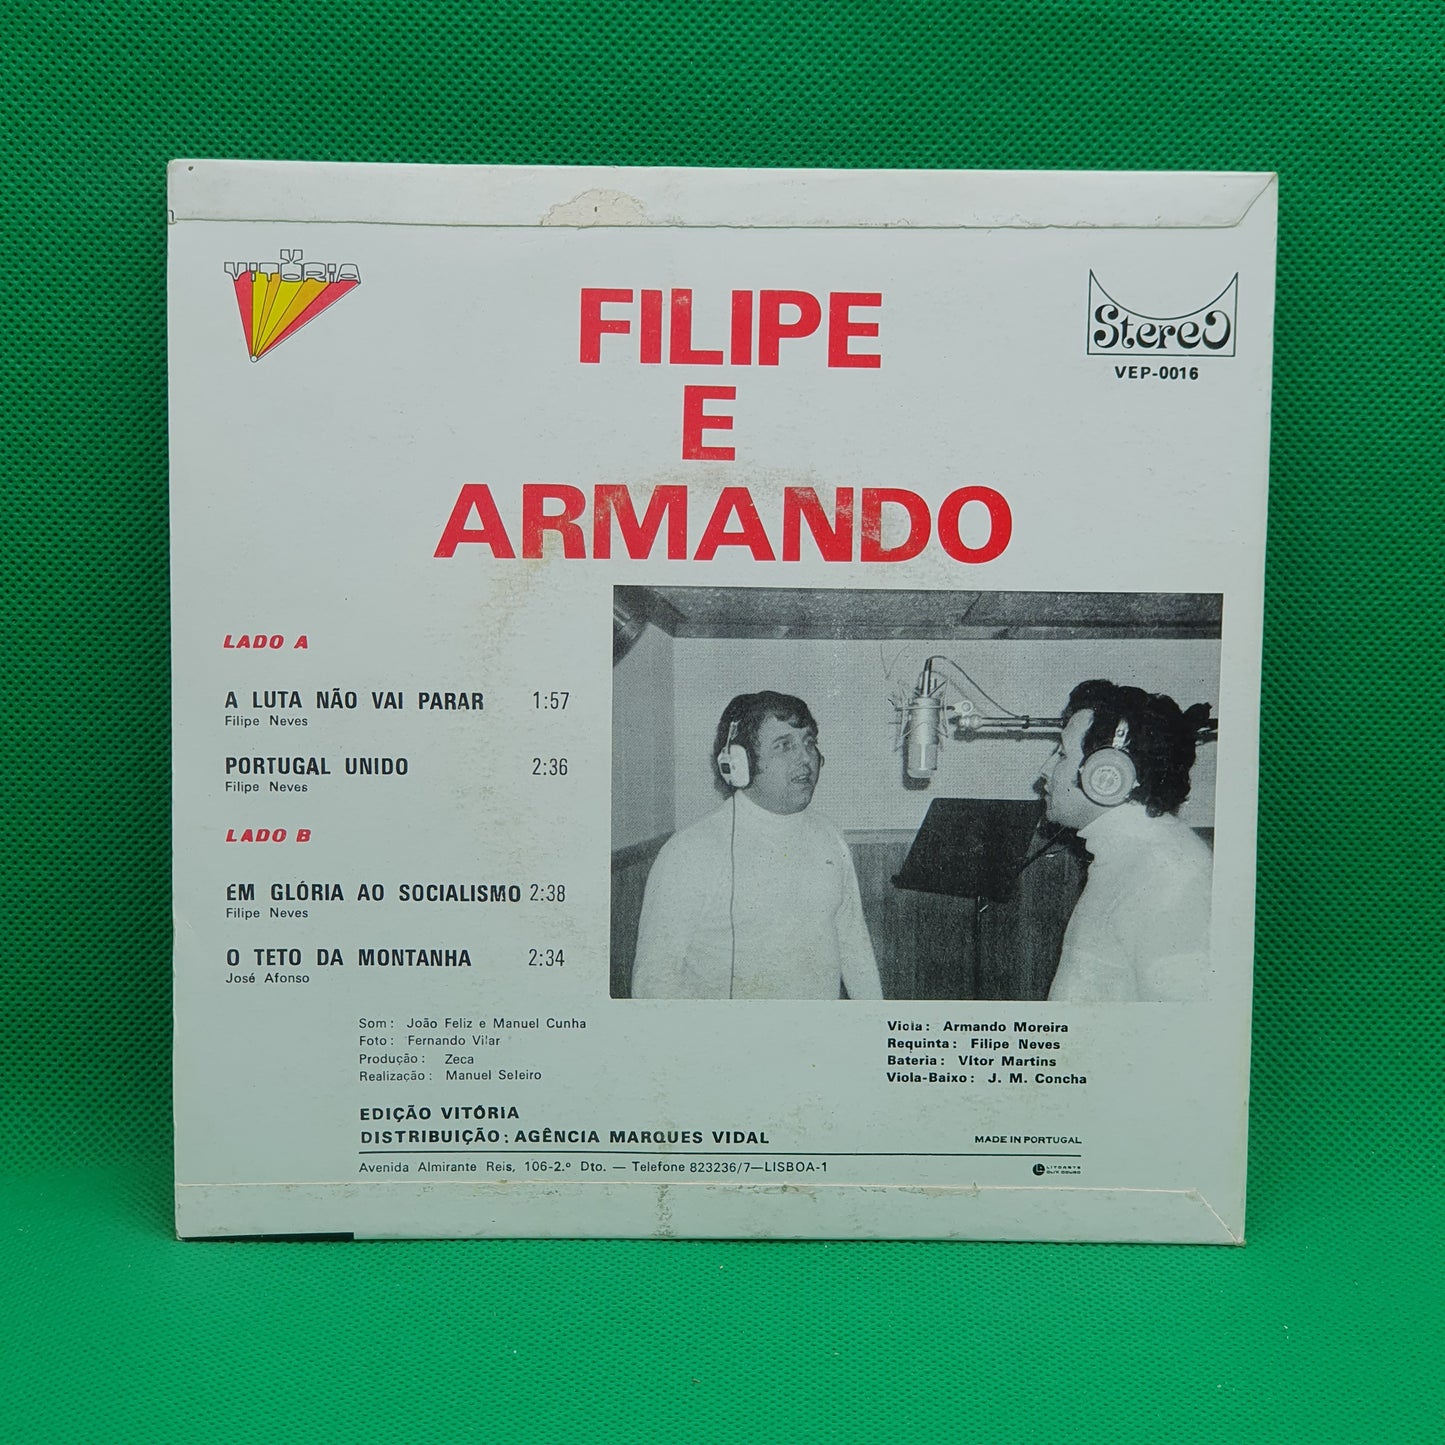 VITÓRIA
Stereo
VEP-0016
FILIPE
E
ARMANDO
LADO A
A LUTA NÃO VAI PARAR 1:57
Filipe Neves
PORTUGAL UNIDO 2:36
Filipe Neves
LADO B
EM GLÓRIA AO SOCIALISMO 2:38
Filipe Neves
O TETO DA MONTANHA 2:34
José Afonso
Som: João Feliz e Manuel Cunha
Foto: Fernando Vilar
Produção: Zeca
Realização: Manuel Seleiro
Viola: Armando Moreira
Requinta: Filipe Neves
Bateria: Vítor Martins
Viola-Baixo: J. M. Concha
EDIÇÃO VITÓRIA
DISTRIBUIÇÃO: AGÊNCIA MARQUES VIDAL
MADE IN PORTUGAL
Avenida Almirante Reis, 106-2.º Dto. — Telefone 823236/7—LISBOA-1
LITOARTE